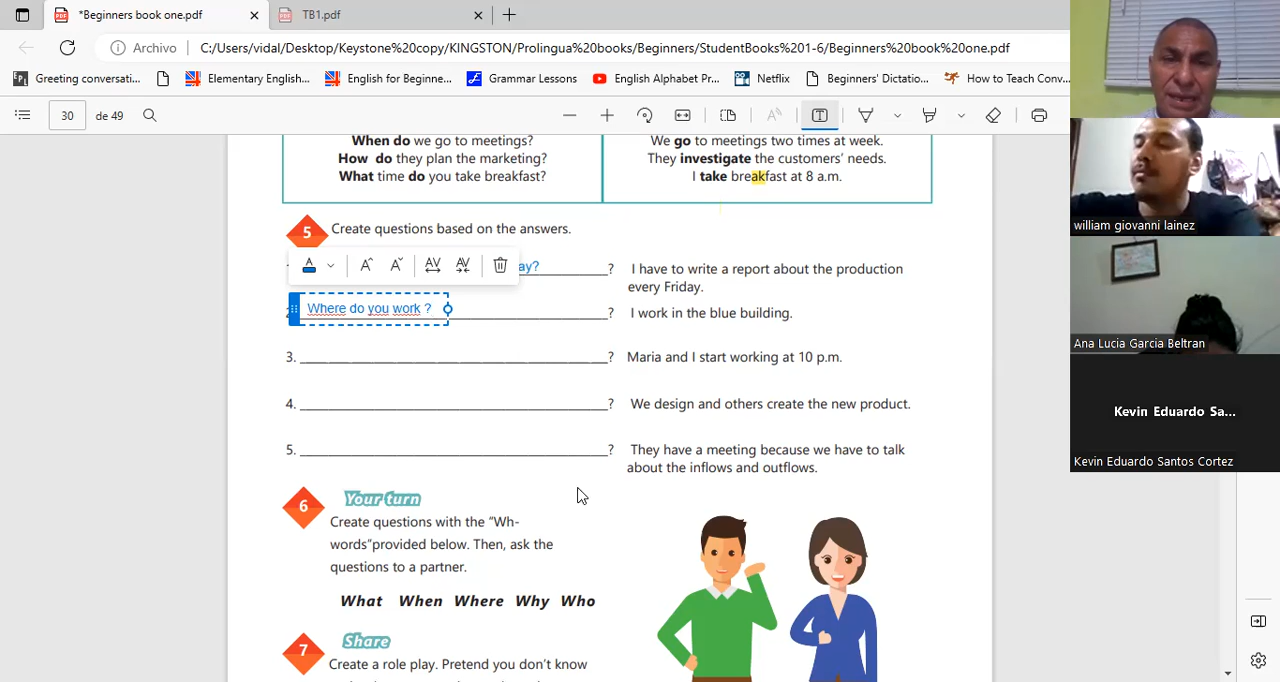 *Beginners book one.pdf
TB1.pdf
Archivo
C:/Users/vidal/Desktop/Keystone%20copy/KINGSTON/Prolingua%20books/Beginners/StudentBooks%201-6/Beginners%20book%20one.pdf
Greeting conversati...
Elementary English...
English for Beginne...
Grammar Lessons
English Alphabet Pr...
Netflix
Beginners' Dictatio...
How to Teach Conv...
30 de 49
When do we go to meetings?
How do they plan the marketing?
What time do you take breakfast?
We go to meetings two times at week.
They investigate the customers' needs.
I take breakfast at 8 a.m.
5 Create questions based on the answers.
ay? ? I have to write a report about the production
every Friday.
Where do you work ? ? I work in the blue building.
3. ? Maria and I start working at 10 p.m.
4. ? We design and others create the new product.
5. ? They have a meeting because we have to talk
about the inflows and outflows.
6 Your turn
Create questions with the "Wh-
words"provided below. Then, ask the
questions to a partner.
What When Where Why Who
7 Share
Create a role play. Pretend you don't know
william giovanni lainez
Ana Lucia Garcia Beltran
Kevin Eduardo Sa...
Kevin Eduardo Santos Cortez